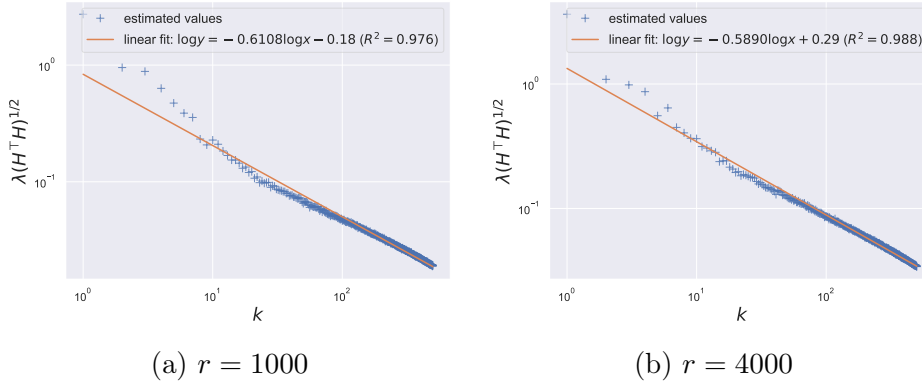 estimated values
linear fit: logy = − 0.6108logx − 0.18 (R² = 0.976)
10⁰
10⁻¹
λ(H⊤H)^{1/2}
10⁰
10¹
10²
k
(a) r = 1000
estimated values
linear fit: logy = − 0.5890logx + 0.29 (R² = 0.988)
10⁰
10⁻¹
λ(H⊤H)^{1/2}
10⁰
10¹
10²
k
(b) r = 4000